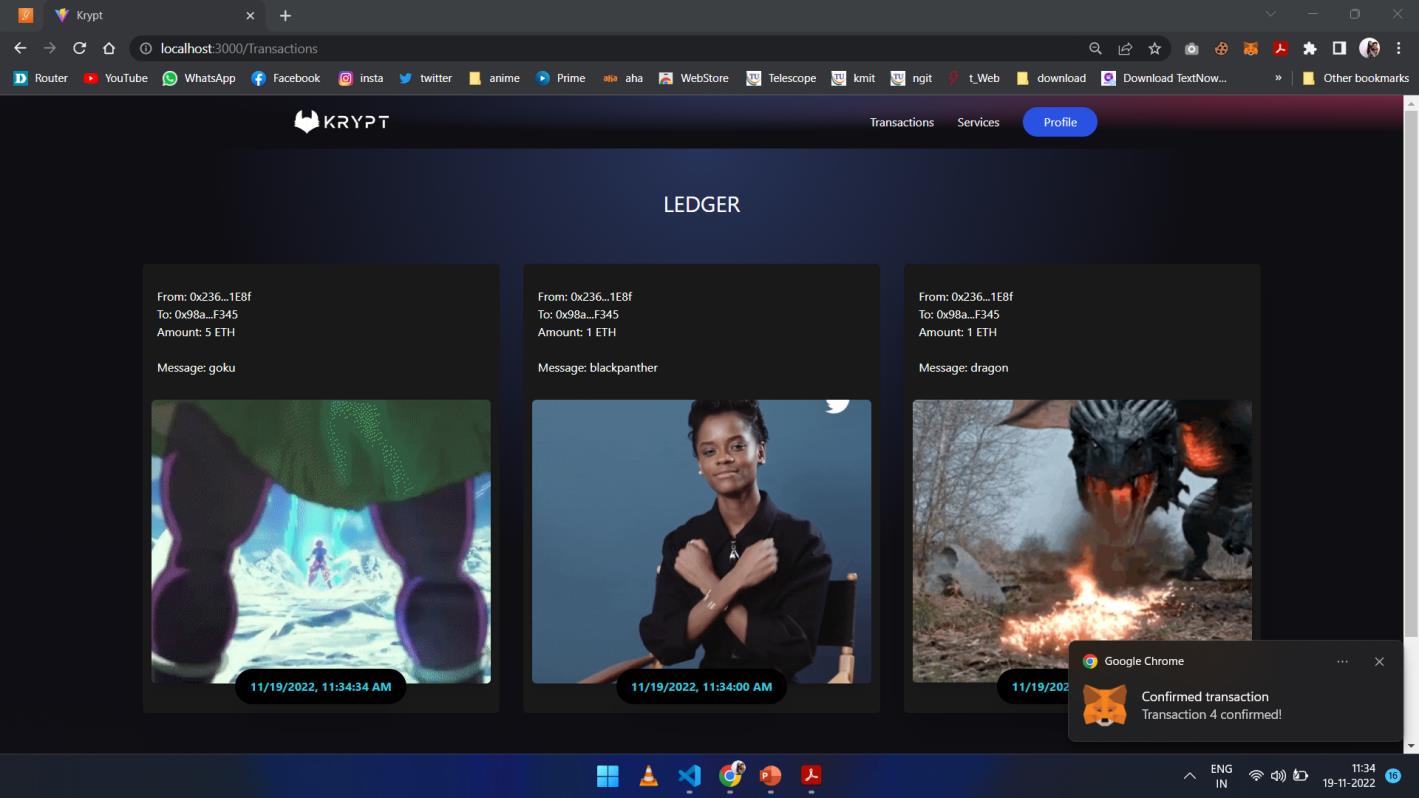 Krypt
localhost:3000/Transactions
Router YouTube WhatsApp Facebook insta twitter anime Prime aha aha WebStore TU Telescope TU kmit TU ngit t_Web download Download TextNow... » Other bookmarks
KRYPT
Transactions Services Profile
LEDGER
From: 0x236...1E8f
To: 0x98a...F345
Amount: 5 ETH
Message: goku
11/19/2022, 11:34:34 AM
From: 0x236...1E8f
To: 0x98a...F345
Amount: 1 ETH
Message: blackpanther
11/19/2022, 11:34:00 AM
From: 0x236...1E8f
To: 0x98a...F345
Amount: 1 ETH
Message: dragon
Google Chrome
Confirmed transaction
Transaction 4 confirmed!
ENG
IN
11:34
19-11-2022
16